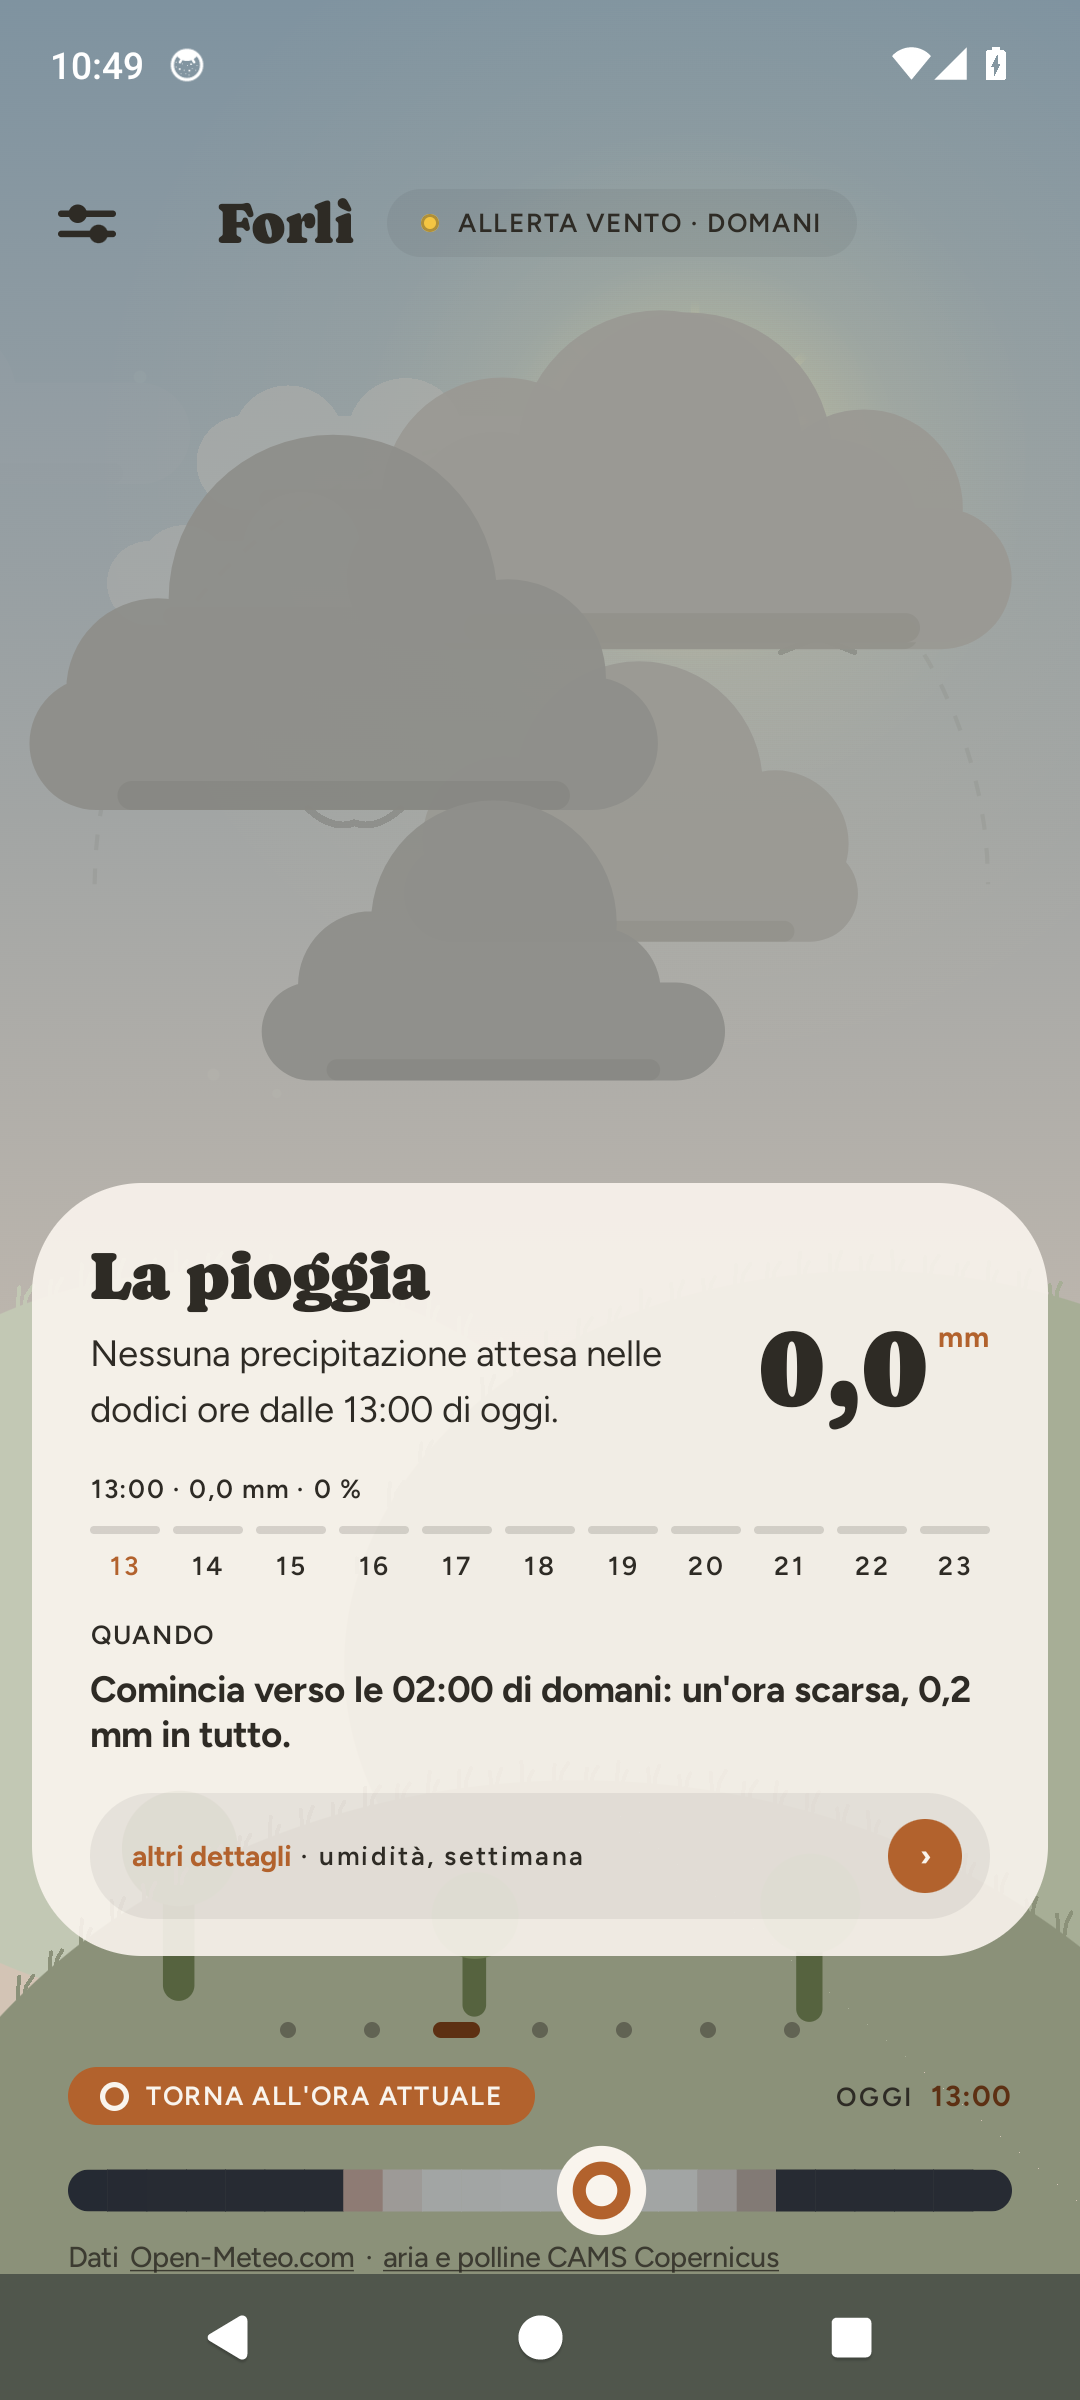 10:49
Forlì
ALLERTA VENTO · DOMANI
La pioggia
Nessuna precipitazione attesa nelle
dodici ore dalle 13:00 di oggi.
0,0 mm
13:00 · 0,0 mm · 0 %
13 14 15 16 17 18 19 20 21 22 23
QUANDO
Comincia verso le 02:00 di domani: un'ora scarsa, 0,2
mm in tutto.
altri dettagli · umidità, settimana ›
TORNA ALL'ORA ATTUALE
OGGI 13:00
Dati Open-Meteo.com · aria e polline CAMS Copernicus